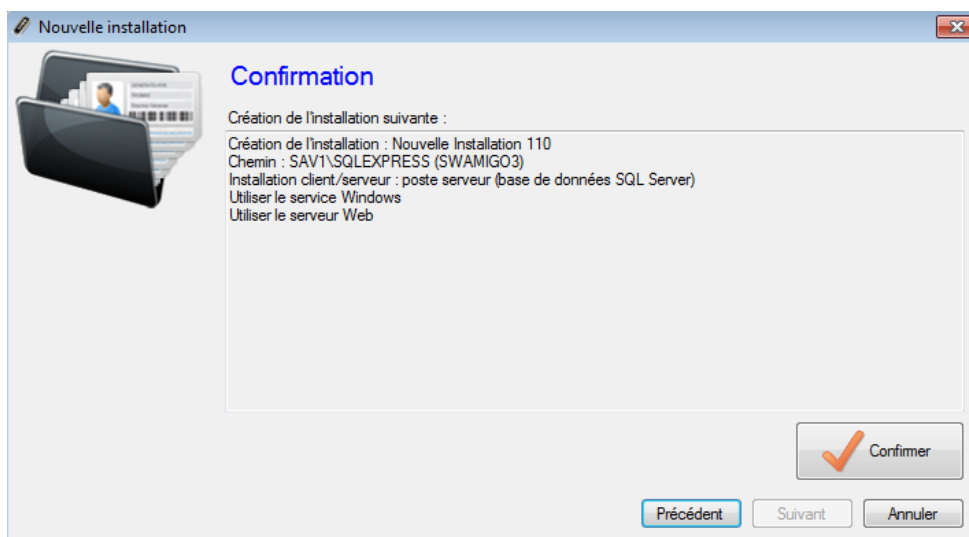 Nouvelle installation
Confirmation
Création de l'installation suivante :
Création de l'installation : Nouvelle Installation 110
Chemin : SAV1\SQLEXPRESS (SWAMIGO3)
Installation client/serveur : poste serveur (base de données SQL Server)
Utiliser le service Windows
Utiliser le serveur Web
Confirmer
Précédent
Suivant
Annuler